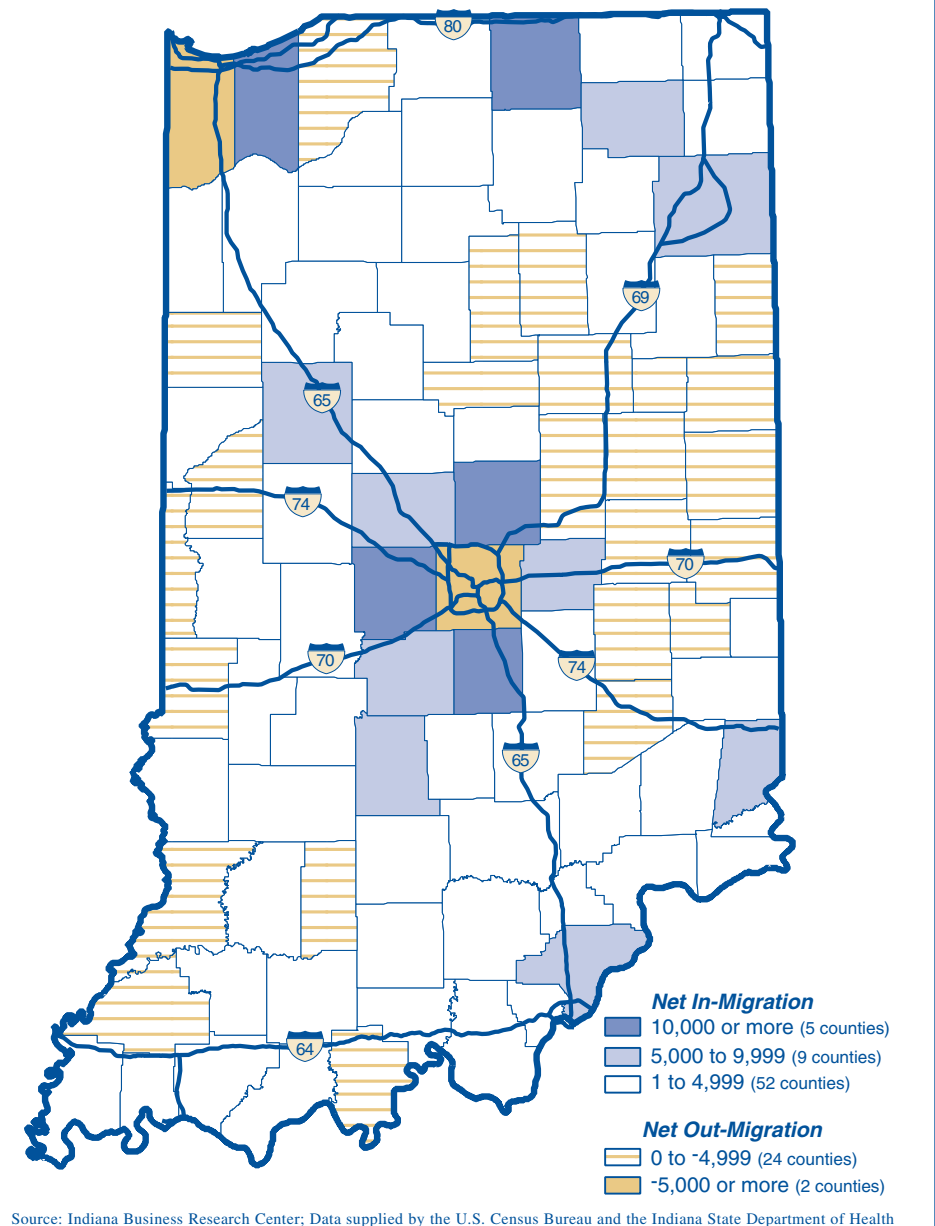 80
69
65
74
70
70
74
65
64
Net In-Migration
10,000 or more (5 counties)
5,000 to 9,999 (9 counties)
1 to 4,999 (52 counties)
Net Out-Migration
0 to -4,999 (24 counties)
-5,000 or more (2 counties)
Source: Indiana Business Research Center; Data supplied by the U.S. Census Bureau and the Indiana State Department of Health